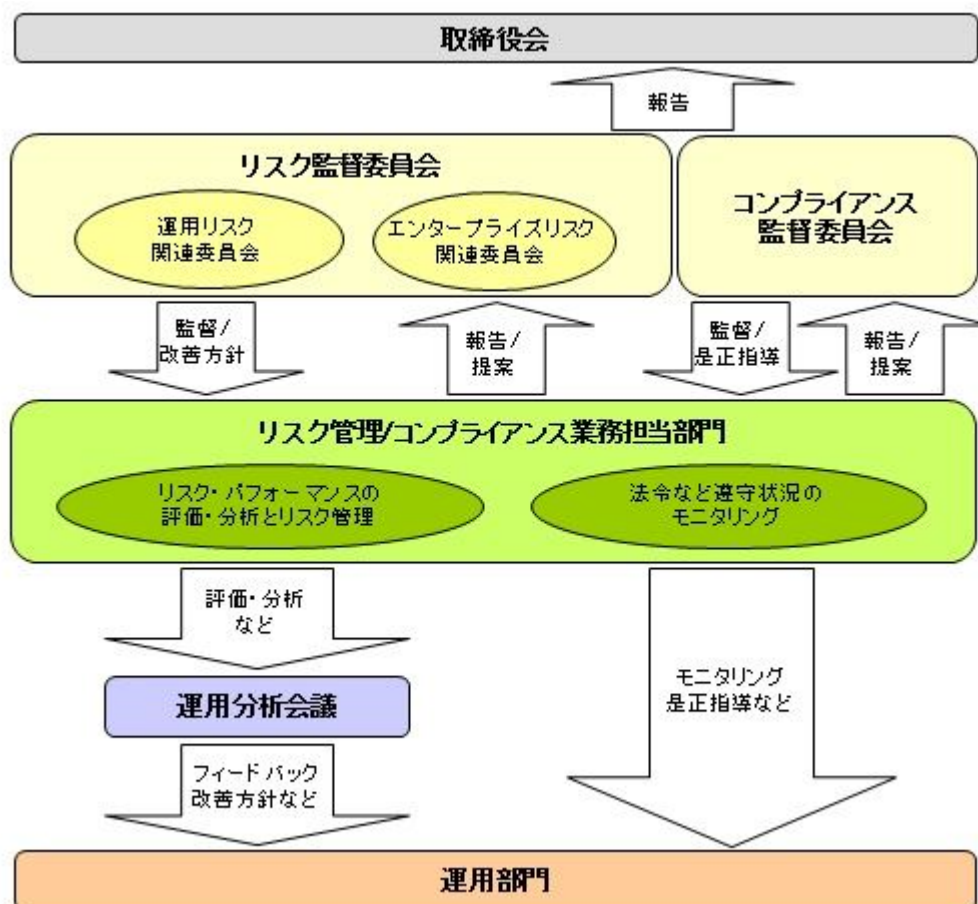 取締役会
報告
リスク監督委員会
運用リスク
関連委員会
エンタープライズリスク
関連委員会
コンプライアンス
監督委員会
監督/
改善方針
報告/
提案
監督/
是正指導
報告/
提案
リスク管理/コンプライアンス業務担当部門
リスク・パフォーマンスの
評価・分析とリスク管理
法令など遵守状況の
モニタリング
評価・分析
など
運用分析会議
モニタリング
是正指導など
フィードバック
改善方針など
運用部門